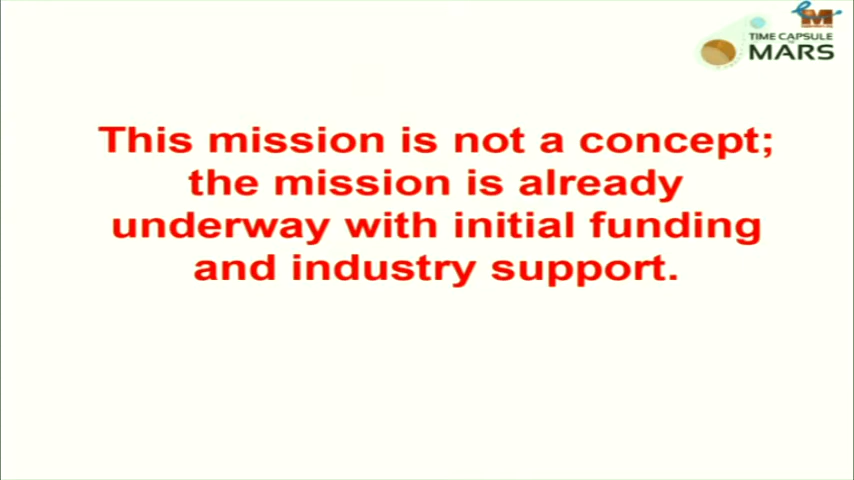 TIME CAPSULE
TO
MARS
This mission is not a concept;
the mission is already
underway with initial funding
and industry support.